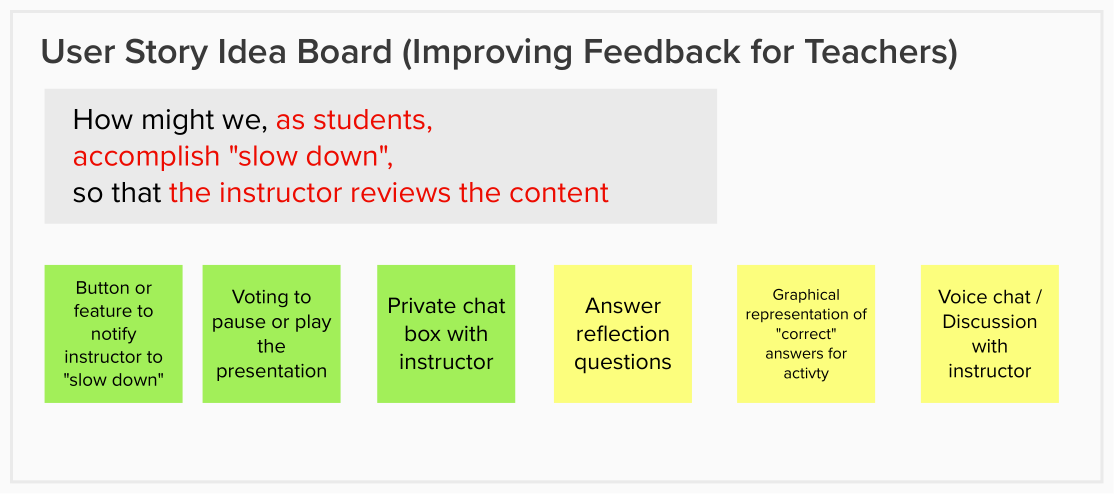 User Story Idea Board (Improving Feedback for Teachers)
How might we, as students,
accomplish "slow down",
so that the instructor reviews the content
Button or
feature to
notify
instructor to
"slow down"
Voting to
pause or play
the
presentation
Private chat
box with
instructor
Answer
reflection
questions
Graphical
representation of
"correct"
answers for
activty
Voice chat /
Discussion
with
instructor